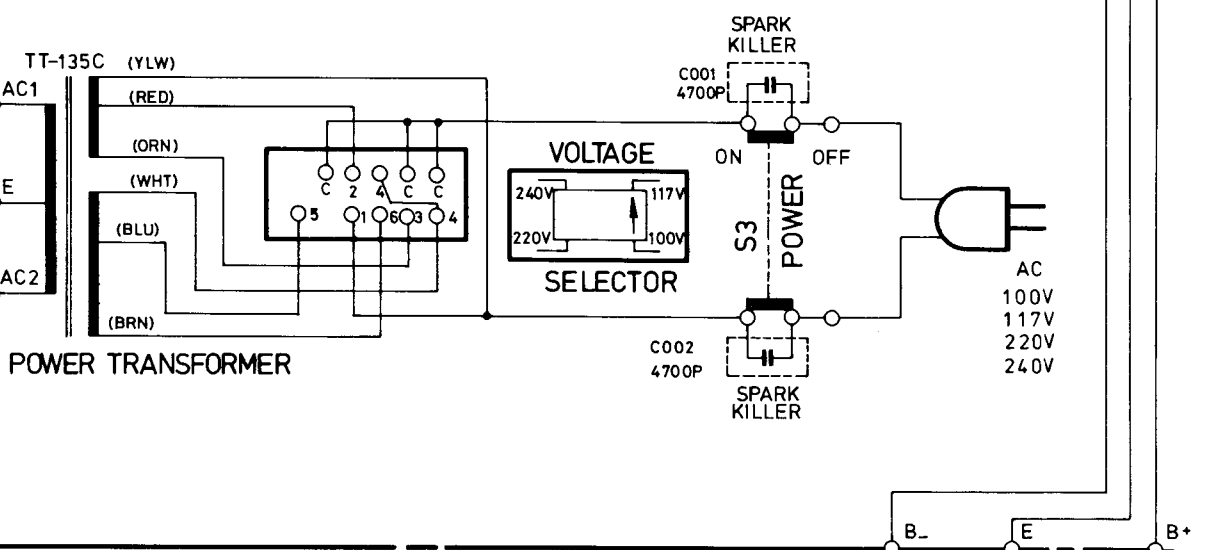 SPARK
KILLER
TT-135C (YLW)
C001
4700P
AC1
(RED)
(ORN)
ON
OFF
VOLTAGE
(WHT)
C 2 4 C C
E
240V 117V
5 1 6 3 4
S3
POWER
(BLU)
220V 100V
AC2
SELECTOR
AC
100V
117V
220V
240V
(BRN)
C002
4700P
POWER TRANSFORMER
SPARK
KILLER
B- E B+